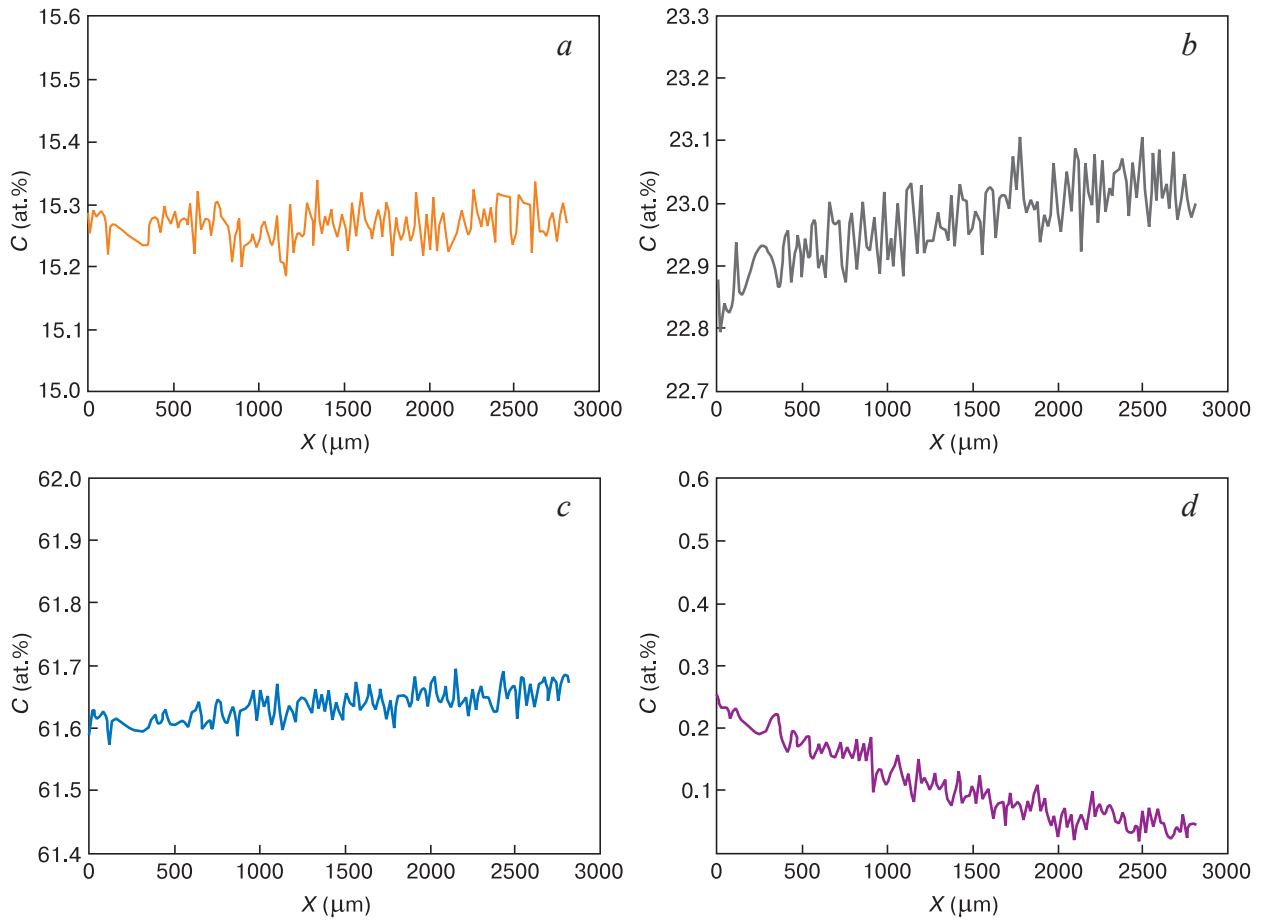 a
15.6
15.5
15.4
15.3
15.2
15.1
15.0
C (at.%)
0 500 1000 1500 2000 2500 3000
X (μm)
b
23.3
23.2
23.1
23.0
22.9
22.8
22.7
C (at.%)
0 500 1000 1500 2000 2500 3000
X (μm)
c
62.0
61.9
61.8
61.7
61.6
61.5
61.4
C (at.%)
0 500 1000 1500 2000 2500 3000
X (μm)
d
0.6
0.5
0.4
0.3
0.2
0.1
C (at.%)
0 500 1000 1500 2000 2500 3000
X (μm)